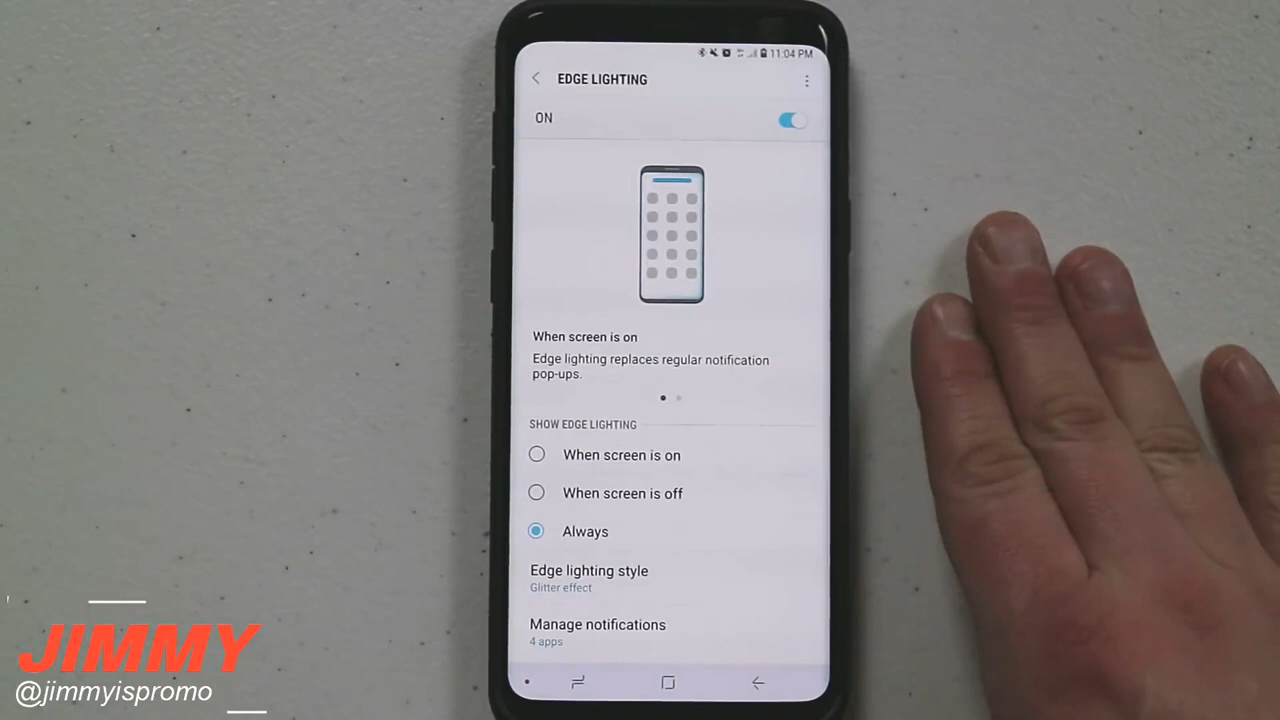 11:04 PM
EDGE LIGHTING
ON
When screen is on
Edge lighting replaces regular notification
pop-ups.
SHOW EDGE LIGHTING
When screen is on
When screen is off
Always
Edge lighting style
Glitter effect
Manage notifications
4 apps
JIMMY
@jimmyispromo